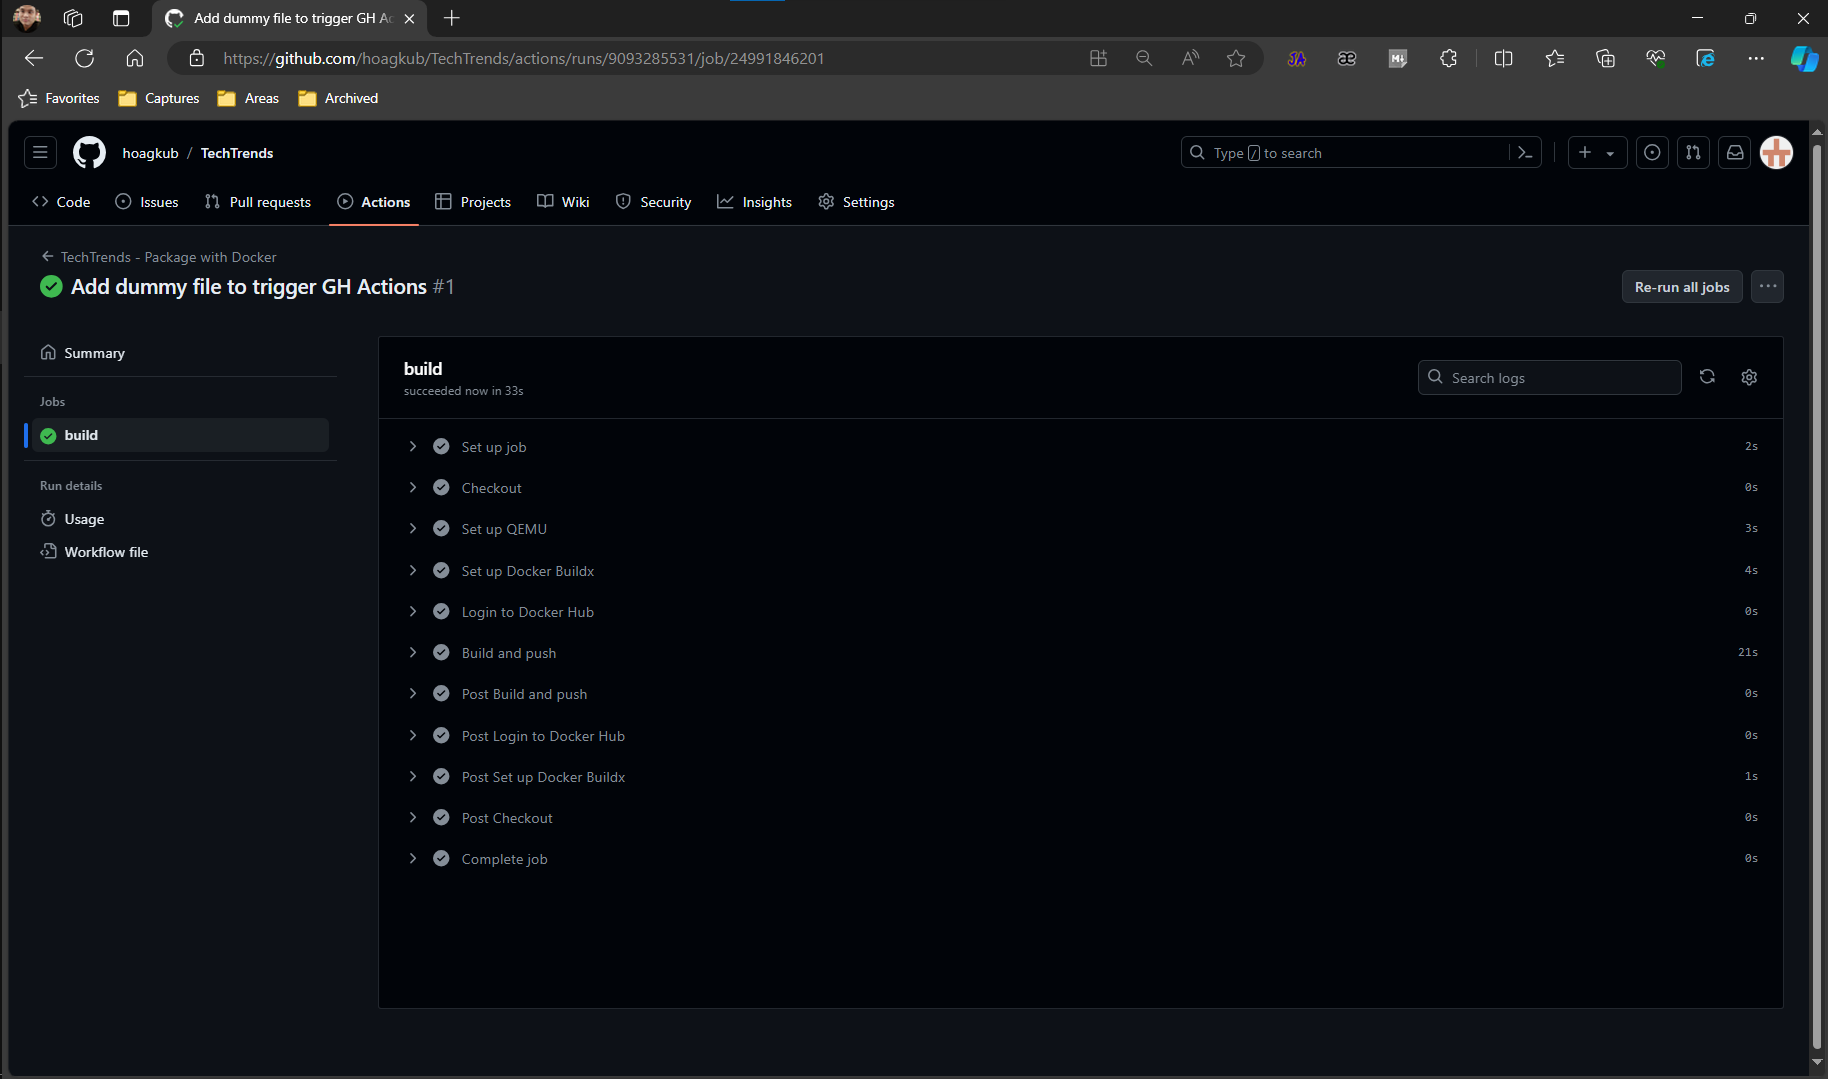 Add dummy file to trigger GH Ac
https://github.com/hoagkub/TechTrends/actions/runs/9093285531/job/24991846201
Favorites Captures Areas Archived
hoagkub / TechTrends
Type / to search
Code Issues Pull requests Actions Projects Wiki Security Insights Settings
TechTrends - Package with Docker
Add dummy file to trigger GH Actions #1
Re-run all jobs
Summary
Jobs
build
Run details
Usage
Workflow file
build
succeeded now in 33s
Search logs
Set up job 2s
Checkout 0s
Set up QEMU 3s
Set up Docker Buildx 4s
Login to Docker Hub 0s
Build and push 21s
Post Build and push 0s
Post Login to Docker Hub 0s
Post Set up Docker Buildx 1s
Post Checkout 0s
Complete job 0s